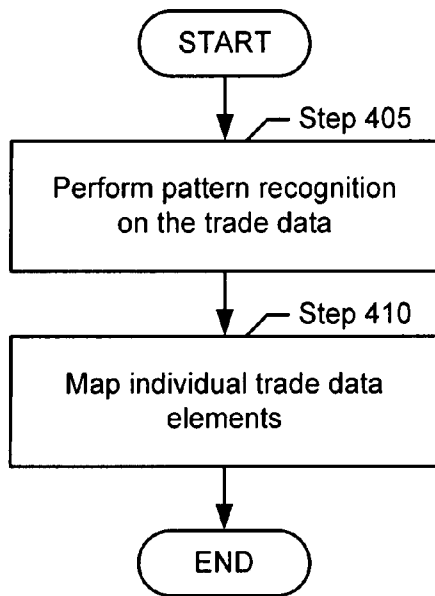 START
Step 405
Perform pattern recognition
on the trade data
Step 410
Map individual trade data
elements
END